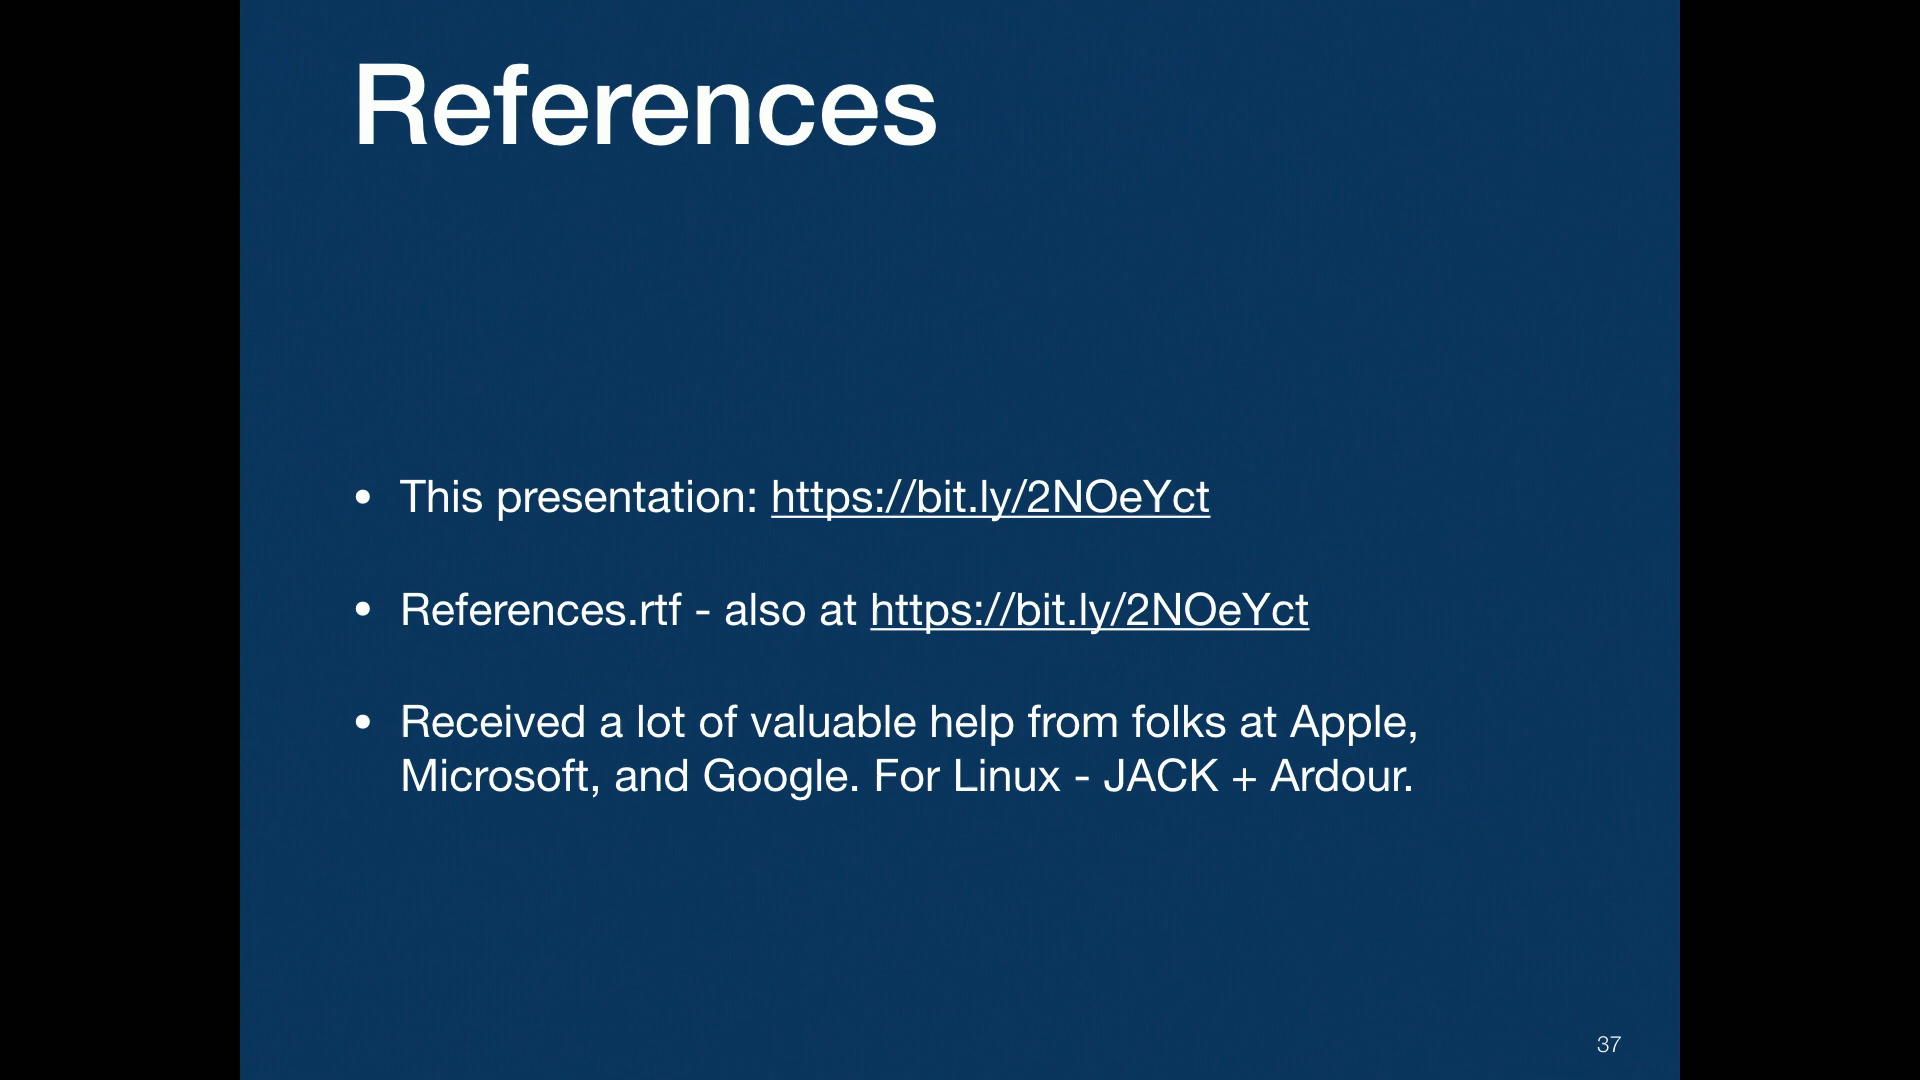 References
• This presentation: https://bit.ly/2NOeYct
• References.rtf - also at https://bit.ly/2NOeYct
• Received a lot of valuable help from folks at Apple,
Microsoft, and Google. For Linux - JACK + Ardour.
37